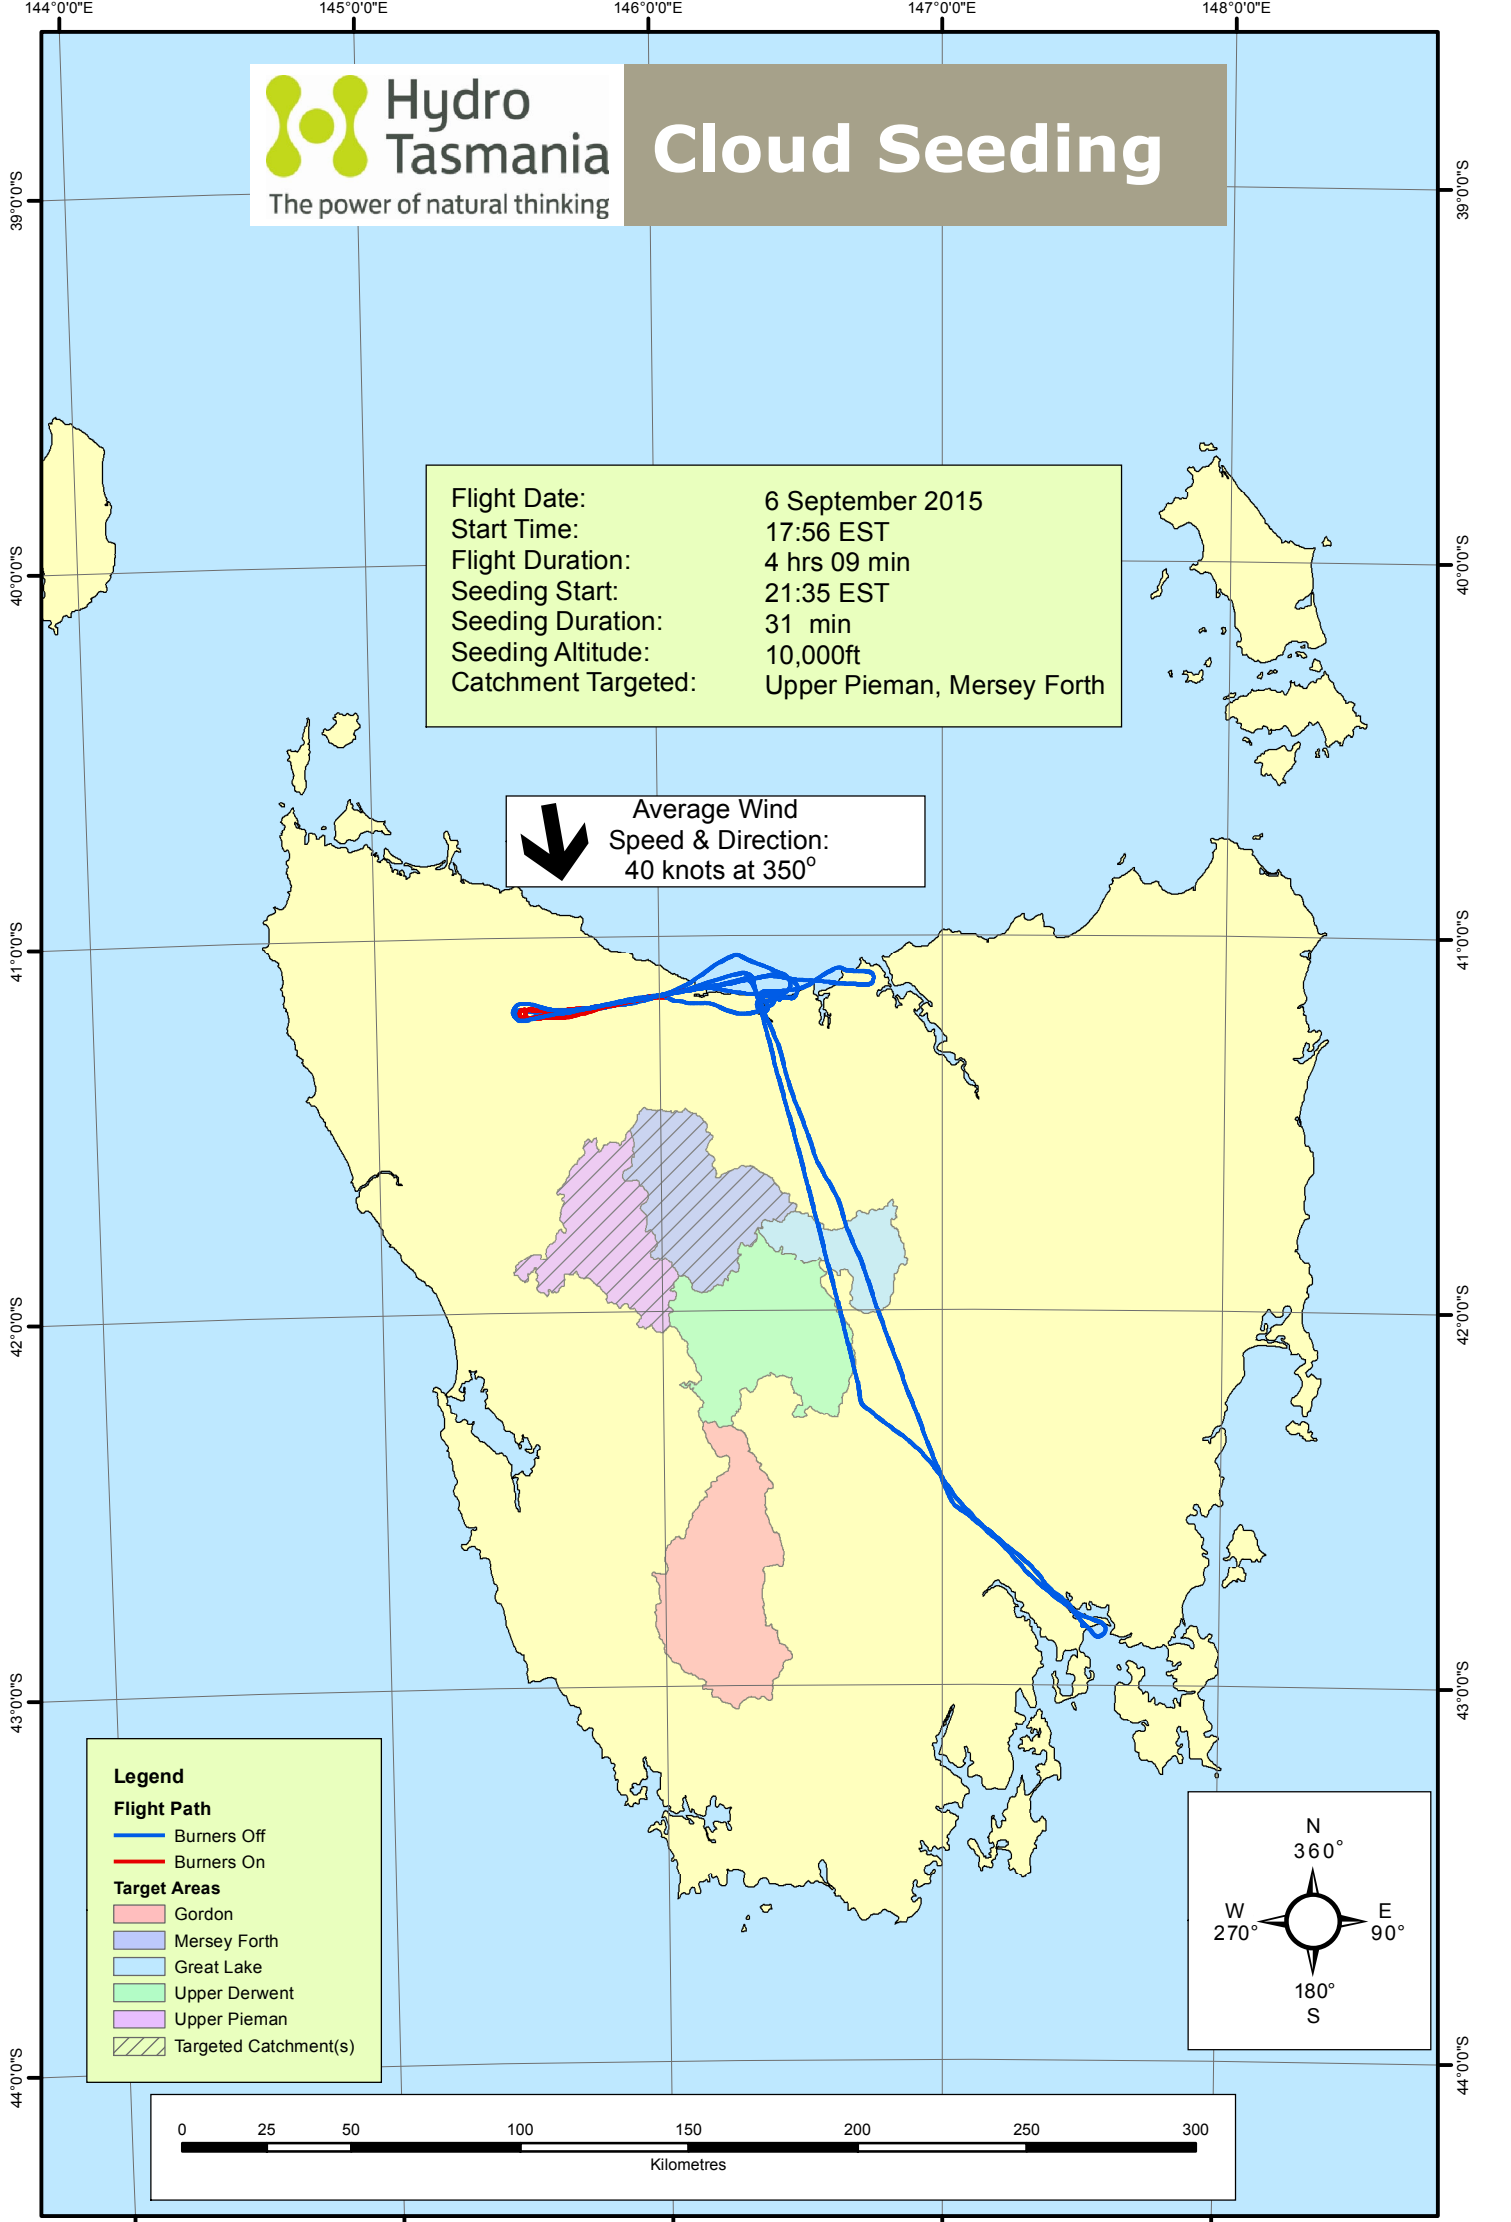 144°0'0"E
145°0'0"E
146°0'0"E
147°0'0"E
148°0'0"E
Hydro
Tasmania
The power of natural thinking
Cloud Seeding
39°0'0"S
39°0'0"S
Flight Date: 6 September 2015
Start Time: 17:56 EST
Flight Duration: 4 hrs 09 min
Seeding Start: 21:35 EST
Seeding Duration: 31 min
Seeding Altitude: 10,000ft
Catchment Targeted: Upper Pieman, Mersey Forth
40°0'0"S
40°0'0"S
Average Wind
Speed & Direction:
40 knots at 350°
41°0'0"S
41°0'0"S
42°0'0"S
42°0'0"S
43°0'0"S
43°0'0"S
Legend
Flight Path
Burners Off
Burners On
Target Areas
Gordon
Mersey Forth
Great Lake
Upper Derwent
Upper Pieman
Targeted Catchment(s)
N
360°
W
270°
E
90°
180°
S
44°0'0"S
44°0'0"S
0 25 50 100 150 200 250 300
Kilometres